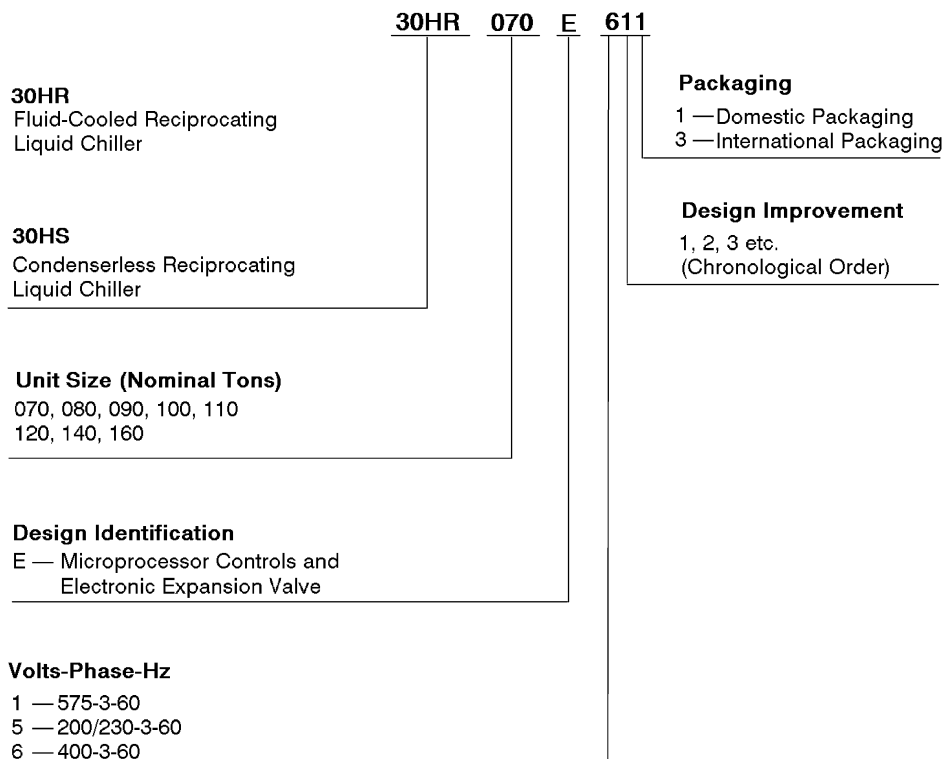 30HR 070 E 611
30HR
Fluid-Cooled Reciprocating
Liquid Chiller
30HS
Condenserless Reciprocating
Liquid Chiller
Unit Size (Nominal Tons)
070, 080, 090, 100, 110
120, 140, 160
Design Identification
E — Microprocessor Controls and
Electronic Expansion Valve
Volts-Phase-Hz
1 — 575-3-60
5 — 200/230-3-60
6 — 400-3-60
Packaging
1 — Domestic Packaging
3 — International Packaging
Design Improvement
1, 2, 3 etc.
(Chronological Order)